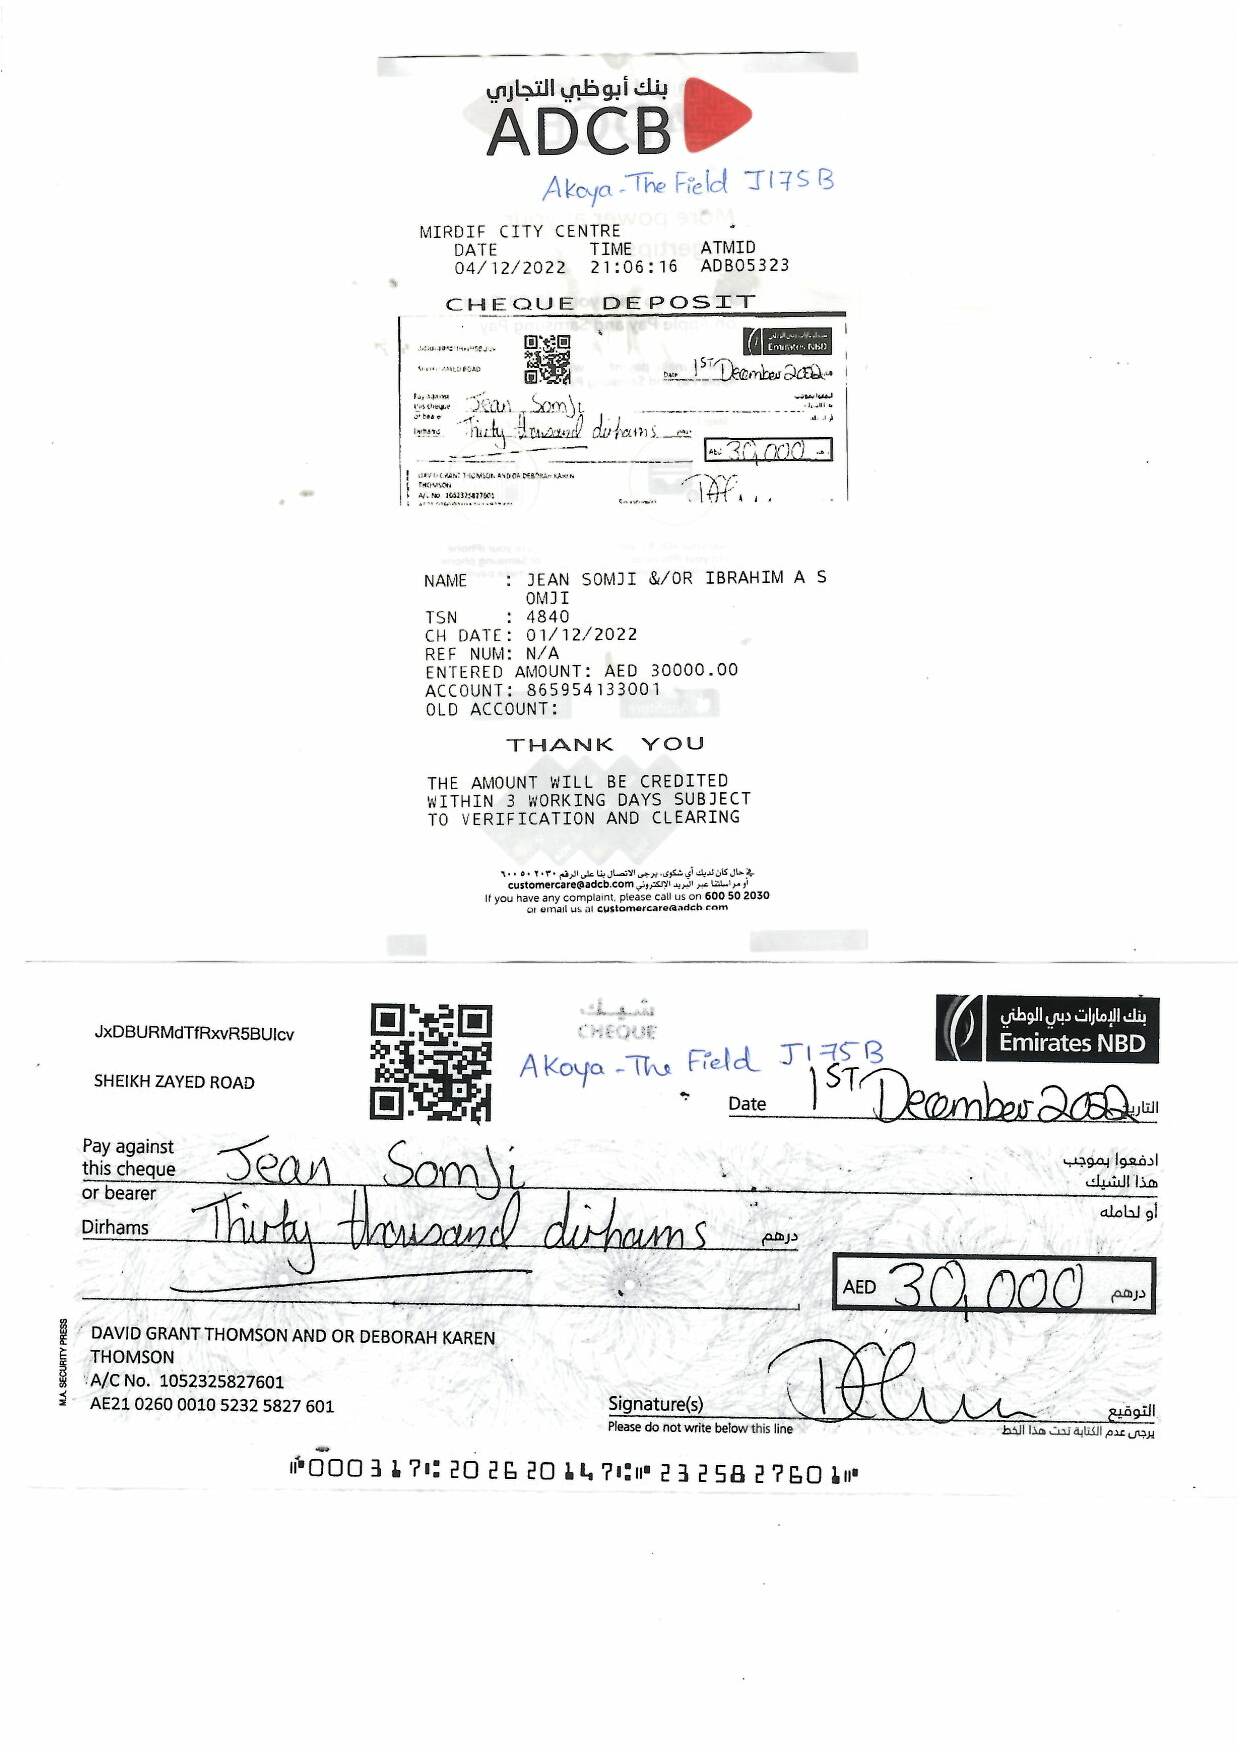 بنك أبوظبي التجاري
ADCB
Akoya - The Field J175B
MIRDIF CITY CENTRE
DATE TIME ATMID
04/12/2022 21:06:16 ADB05323
CHEQUE DEPOSIT
Emirates NBD
Date 1ST December 2022
Pay against
this cheque Jean Somji
or bearer
Dirhams Thirty thousand dirhams درهم
AED 30,000
DAVID GRANT THOMSON AND OR DEBORAH KAREN
THOMSON
A/C No 1052325827601
NAME : JEAN SOMJI &/OR IBRAHIM A S
OMJI
TSN : 4840
CH DATE: 01/12/2022
REF NUM: N/A
ENTERED AMOUNT: AED 30000.00
ACCOUNT: 865954133001
OLD ACCOUNT:
THANK YOU
THE AMOUNT WILL BE CREDITED
WITHIN 3 WORKING DAYS SUBJECT
TO VERIFICATION AND CLEARING
في حال كان لديك أي شكوى، يرجى الاتصال بنا على الرقم ٦٠٠ ٥٠ ٢٠٣٠
أو مراسلتنا عبر البريد الإلكتروني customercare@adcb.com
If you have any complaint, please call us on 600 50 2030
or email us at customercare@adcb.com
شيك
CHEQUE
JxDBURMdTfRxvR5BUIcv
بنك الإمارات دبي الوطني
Emirates NBD
Akoya - The Field J175B
SHEIKH ZAYED ROAD
Date 1ST December 2022 التاريخ
Pay against ادفعوا بموجب
this cheque Jean Somji هذا الشيك
or bearer أو لحامله
Dirhams Thirty thousand dirhams درهم
AED 30,000 درهم
M.A. SECURITY PRESS
DAVID GRANT THOMSON AND OR DEBORAH KAREN
THOMSON
A/C No. 1052325827601
AE21 0260 0010 5232 5827 601
Signature(s) التوقيع
Please do not write below this line يرجى عدم الكتابة تحت هذا الخط
⑈000317⑆202620147⑆⑈2325827601⑈